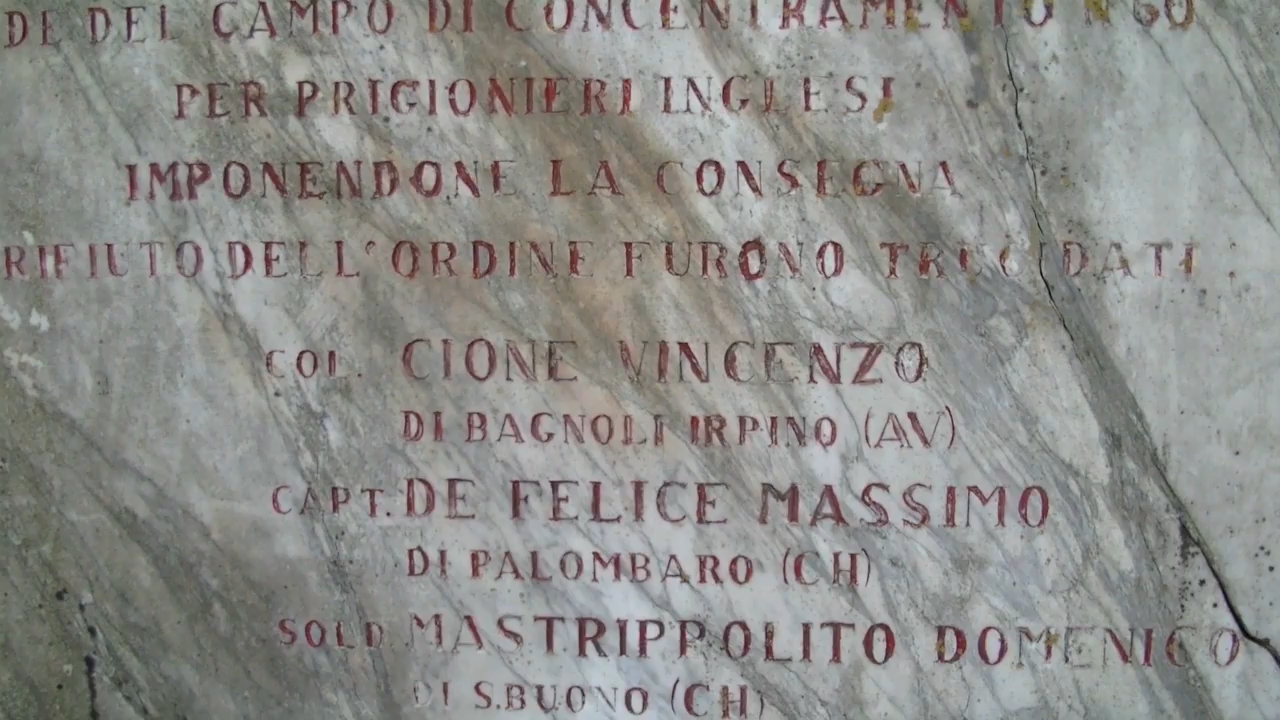 DE DEL CAMPO DI CONCENTRAMENTO N 60
PER PRIGIONIERI INGLESI
IMPONENDONE LA CONSEGNA
RIFIUTO DELL'ORDINE FURONO TRUCIDATI :
COL. CIONE VINCENZO
DI BAGNOLI IRPINO (AV)
CAPT. DE FELICE MASSIMO
DI PALOMBARO (CH)
SOLD. MASTRIPPOLITO DOMENICO
DI S.BUONO (CH)